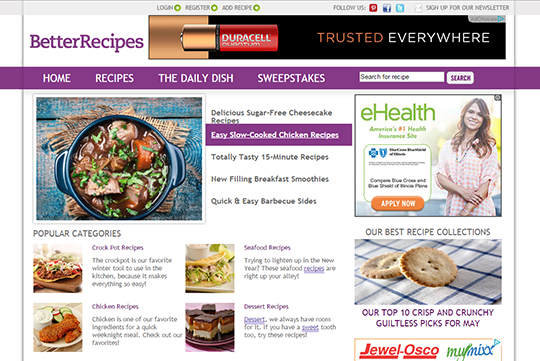 LOGIN REGISTER ADD RECIPE FOLLOW US: SIGN UP FOR OUR NEWSLETTER
BetterRecipes
DURACELL
QUANTUM
TRUSTED EVERYWHERE
AdChoices
HOME RECIPES THE DAILY DISH SWEEPSTAKES
Search for recipe SEARCH
Delicious Sugar-Free Cheesecake
Recipes
Easy Slow-Cooked Chicken Recipes
Totally Tasty 15-Minute Recipes
New Filling Breakfast Smoothies
Quick & Easy Barbecue Sides
eHealth
America's #1 Health
Insurance Site
BlueCross BlueShield
of Illinois
Compare Blue Cross and
Blue Shield of Illinois Plans
APPLY NOW
POPULAR CATEGORIES
Crock Pot Recipes
The crockpot is our favorite
winter tool to use in the
kitchen, because it makes
everything so easy!
Seafood Recipes
Trying to lighten up in the
New Year? These seafood
recipes are right up your alley!
Chicken Recipes
Chicken is one of our favorite
ingredients for a quick
weeknight meal. Check out our
favorites!
Dessert Recipes
Dessert, we always have room
for it. If you have a sweet tooth
too, try these recipes!
OUR BEST RECIPE COLLECTIONS
OUR TOP 10 CRISP AND CRUNCHY
GUILTLESS PICKS FOR MAY
Jewel-Osco mymixx